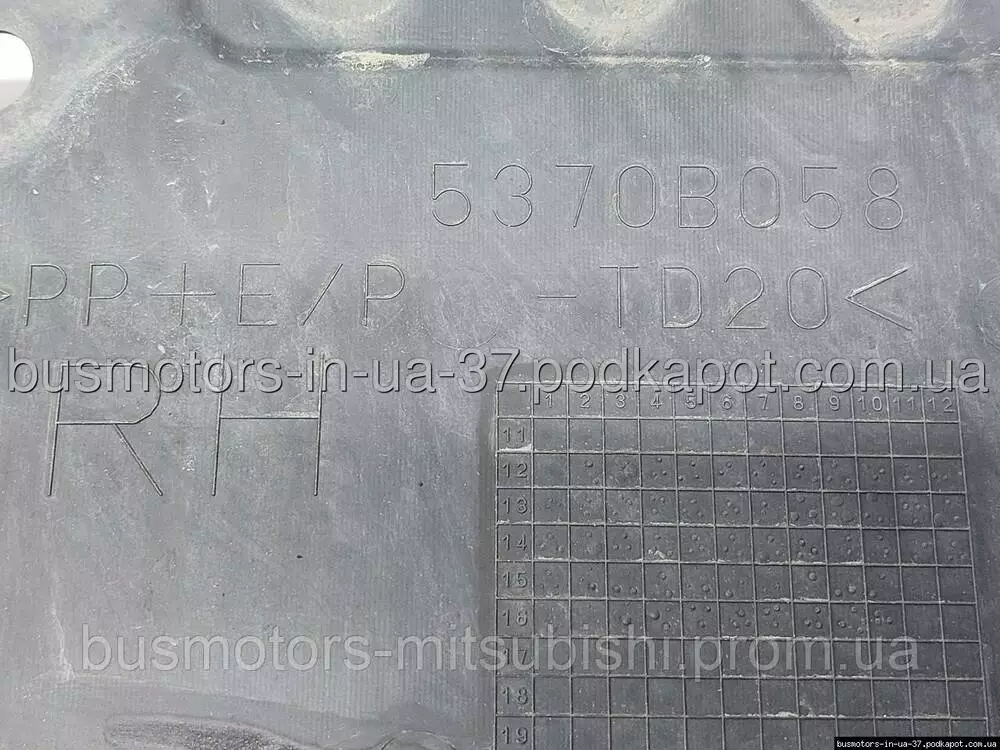 5370B058
>PP+E/P -TD20<
busmotors-in-ua-37.podkapot.com.ua
RH
1 2 3 4 5 6 7 8 9 10 11 12
11
12
13
14
15
16
busmotors-mitsubishi.prom.ua
17
18
19
busmotors-in-ua-37.podkapot.com.ua